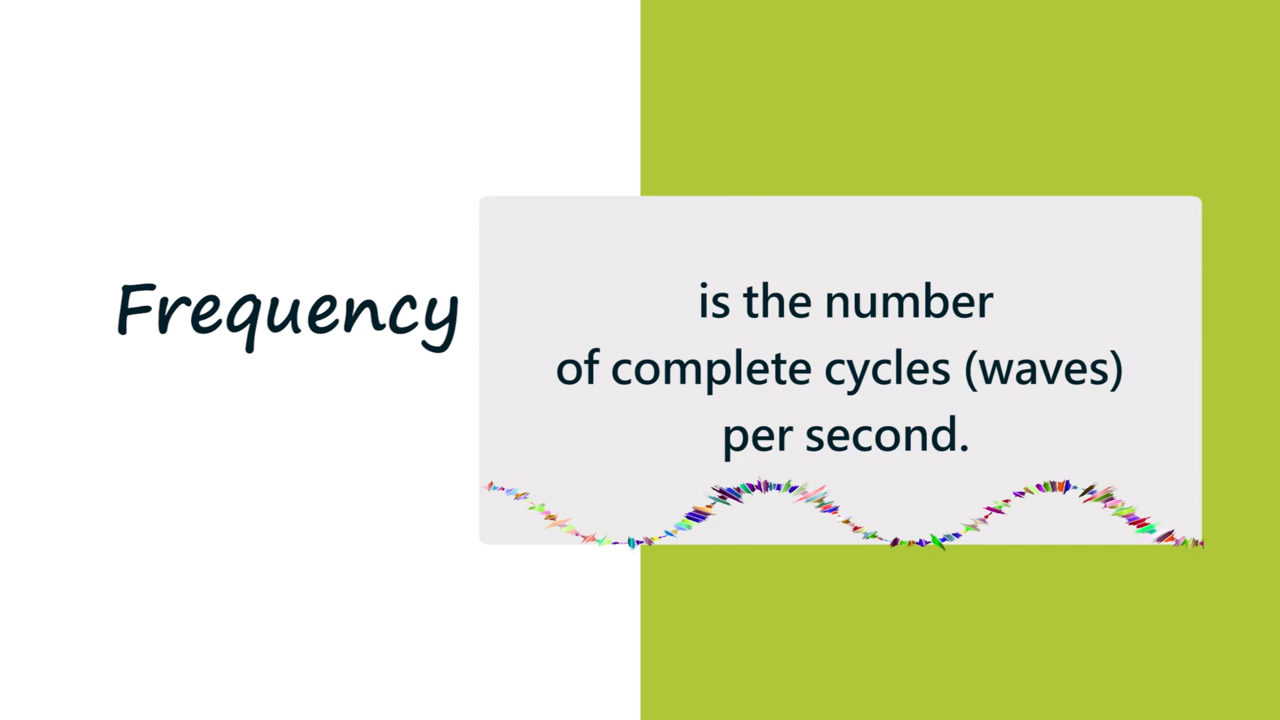 Frequency
is the number
of complete cycles (waves)
per second.